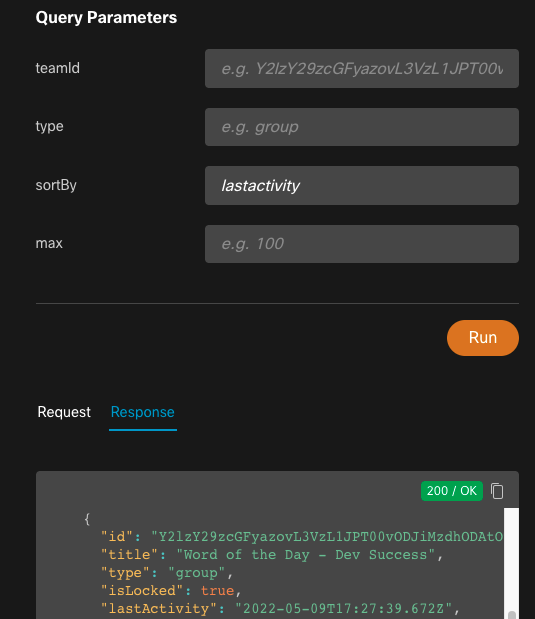 Query Parameters
teamId
e.g. Y2lzY29zcGFyazovL3VzL1JPT00v
type
e.g. group
sortBy
lastactivity
max
e.g. 100
Run
Request Response
200 / OK
{
"id": "Y2lzY29zcGFyazovL3VzL1JPT00vODJiMzdhODAtO
"title": "Word of the Day - Dev Success",
"type": "group",
"isLocked": true,
"lastActivity": "2022-05-09T17:27:39.672Z",